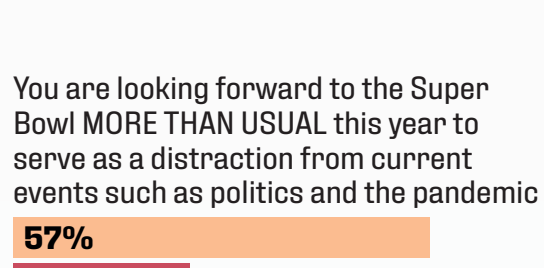 You are looking forward to the Super
Bowl MORE THAN USUAL this year to
serve as a distraction from current
events such as politics and the pandemic
57%